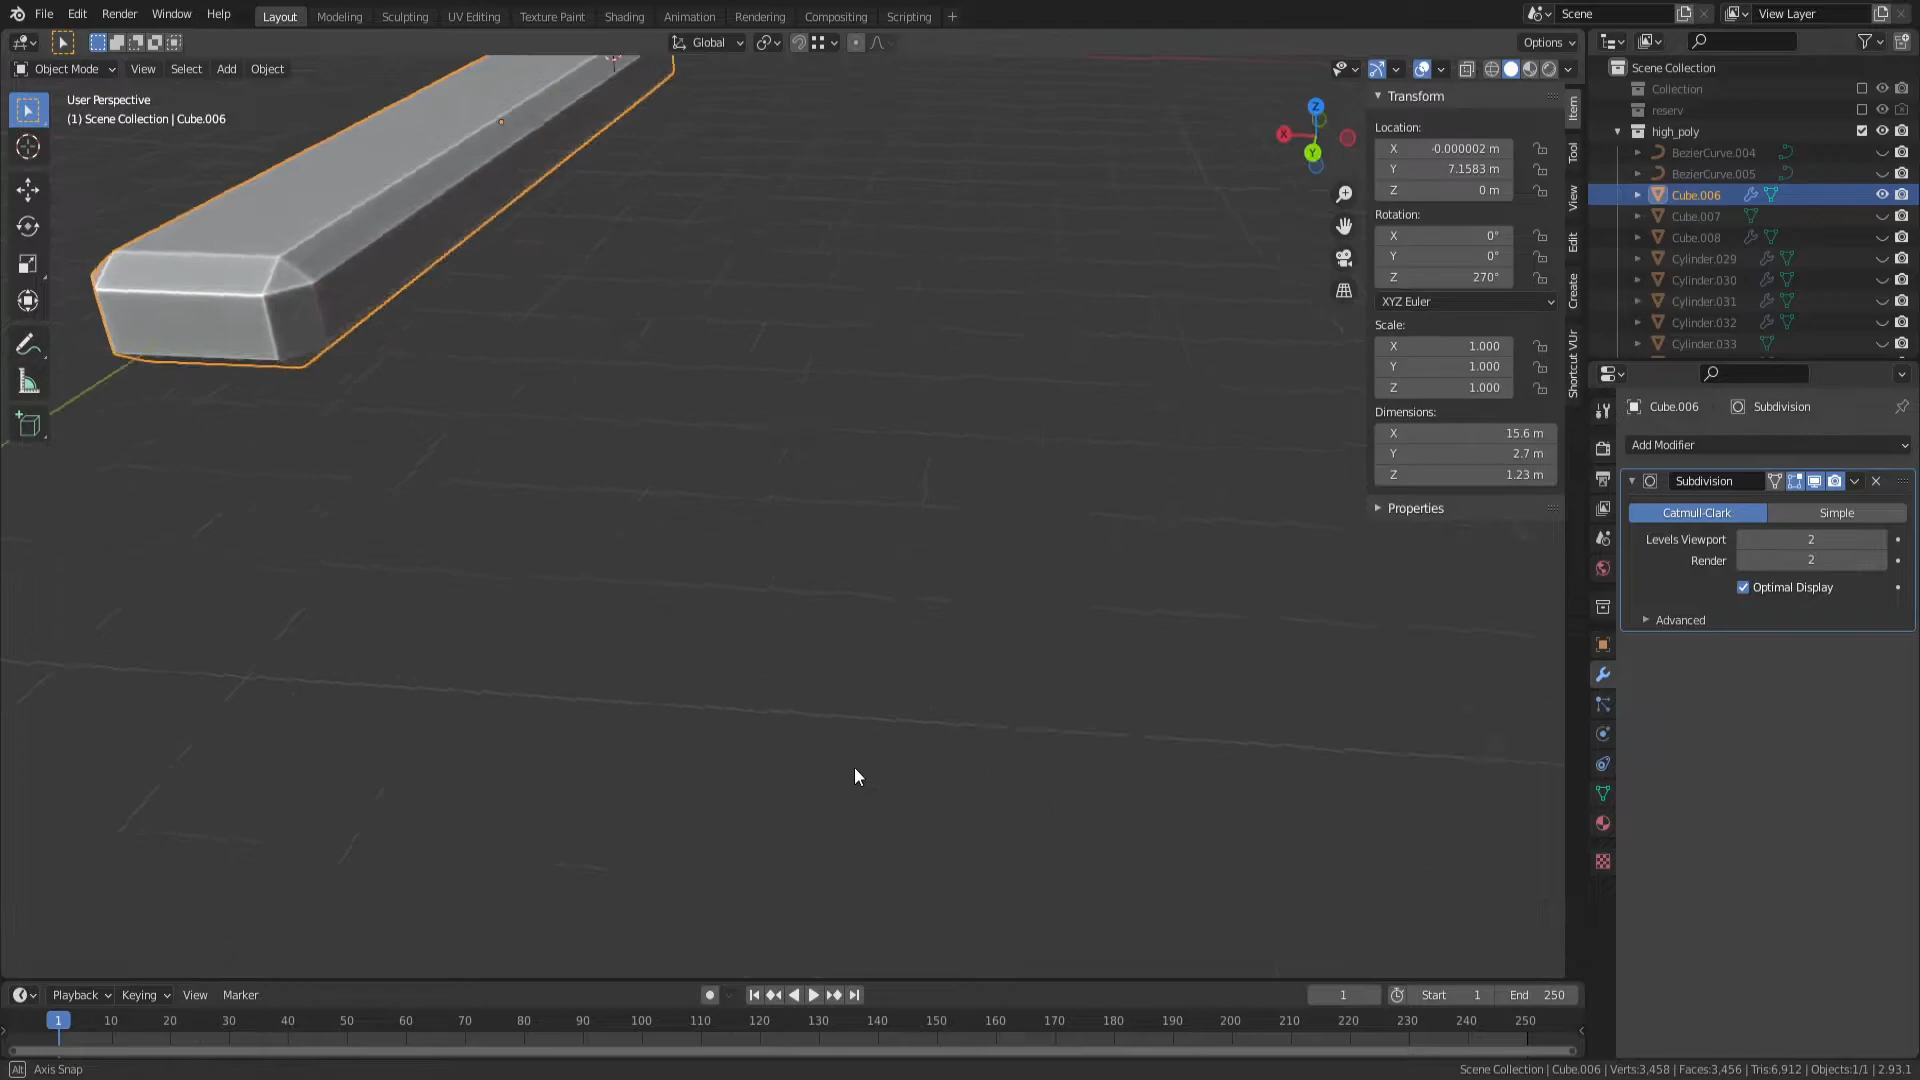 File Edit Render Window Help Layout Modeling Sculpting UV Editing Texture Paint Shading Animation Rendering Compositing Scripting + Scene View Layer
Global Options
Object Mode View Select Add Object
User Perspective
(1) Scene Collection | Cube.006
Z
X
Y
Transform
Location:
X -0.000002 m
Y 7.1583 m
Z 0 m
Rotation:
X 0°
Y 0°
Z 270°
XYZ Euler
Scale:
X 1.000
Y 1.000
Z 1.000
Dimensions:
X 15.6 m
Y 2.7 m
Z 1.23 m
Properties
Item
Tool
View
Edit
Create
Shortcut VUr
Scene Collection
Collection
reserv
high_poly
BezierCurve.004
BezierCurve.005
Cube.006
Cube.007
Cube.008
Cylinder.029
Cylinder.030
Cylinder.031
Cylinder.032
Cylinder.033
Cube.006 Subdivision
Add Modifier
Subdivision
Catmull-Clark Simple
Levels Viewport 2
Render 2
Optimal Display
Advanced
Playback Keying View Marker 1 Start 1 End 250
1 10 20 30 40 50 60 70 80 90 100 110 120 130 140 150 160 170 180 190 200 210 220 230 240 250
Alt Axis Snap Scene Collection | Cube.006 | Verts:3,458 | Faces:3,456 | Tris:6,912 | Objects:1/1 | 2.93.1